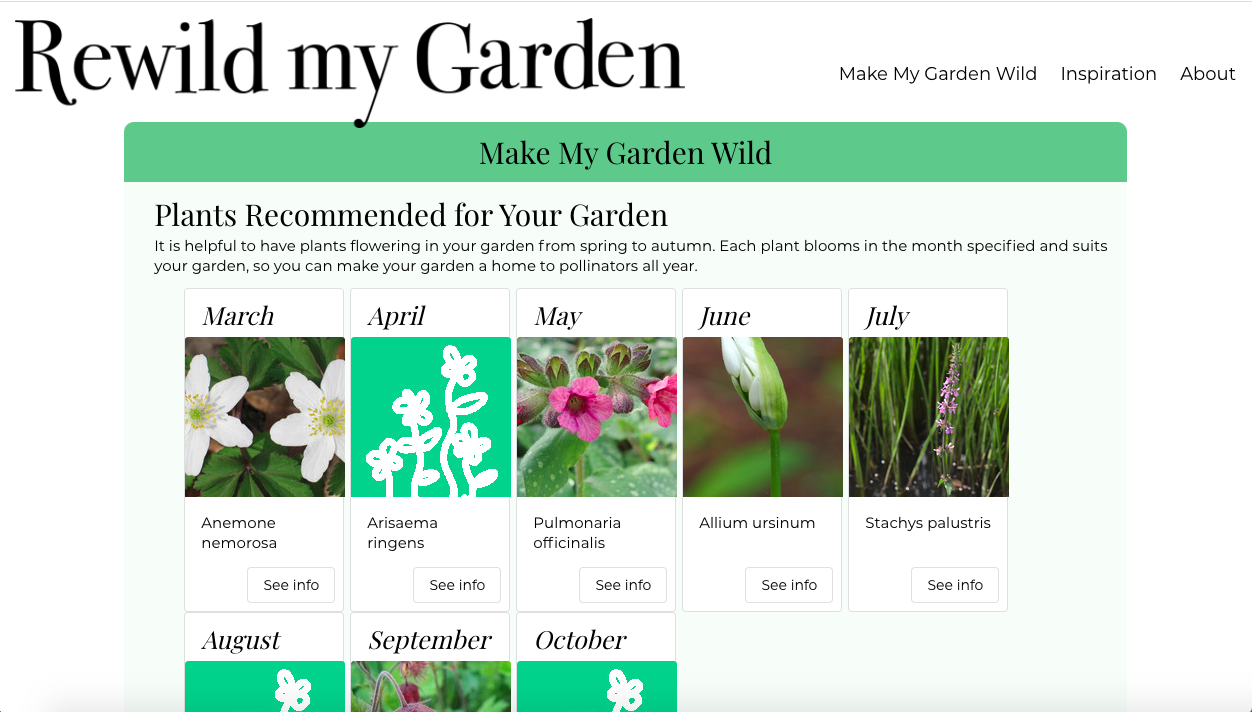 Rewild my Garden
Make My Garden Wild Inspiration About
Make My Garden Wild
Plants Recommended for Your Garden
It is helpful to have plants flowering in your garden from spring to autumn. Each plant blooms in the month specified and suits
your garden, so you can make your garden a home to pollinators all year.
March
Anemone
nemorosa
See info
April
Arisaema
ringens
See info
May
Pulmonaria
officinalis
See info
June
Allium ursinum
See info
July
Stachys palustris
See info
August
September
October